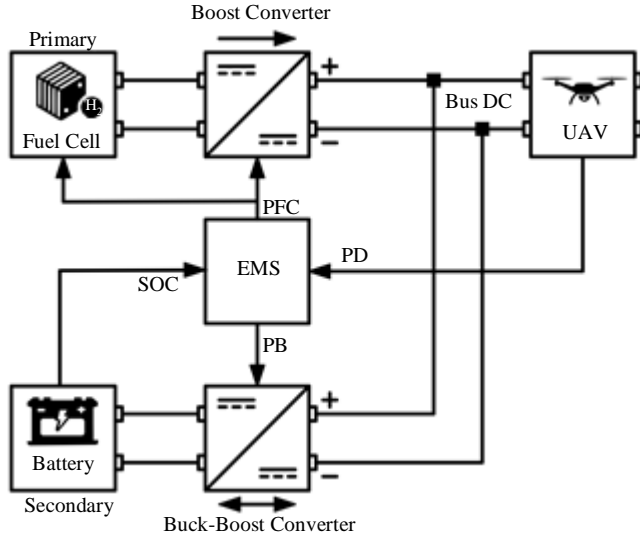 Boost Converter
Primary
H2
Fuel Cell
+
−
Bus DC
UAV
PFC
EMS
SOC
PD
PB
Battery
Secondary
+
−
Buck-Boost Converter